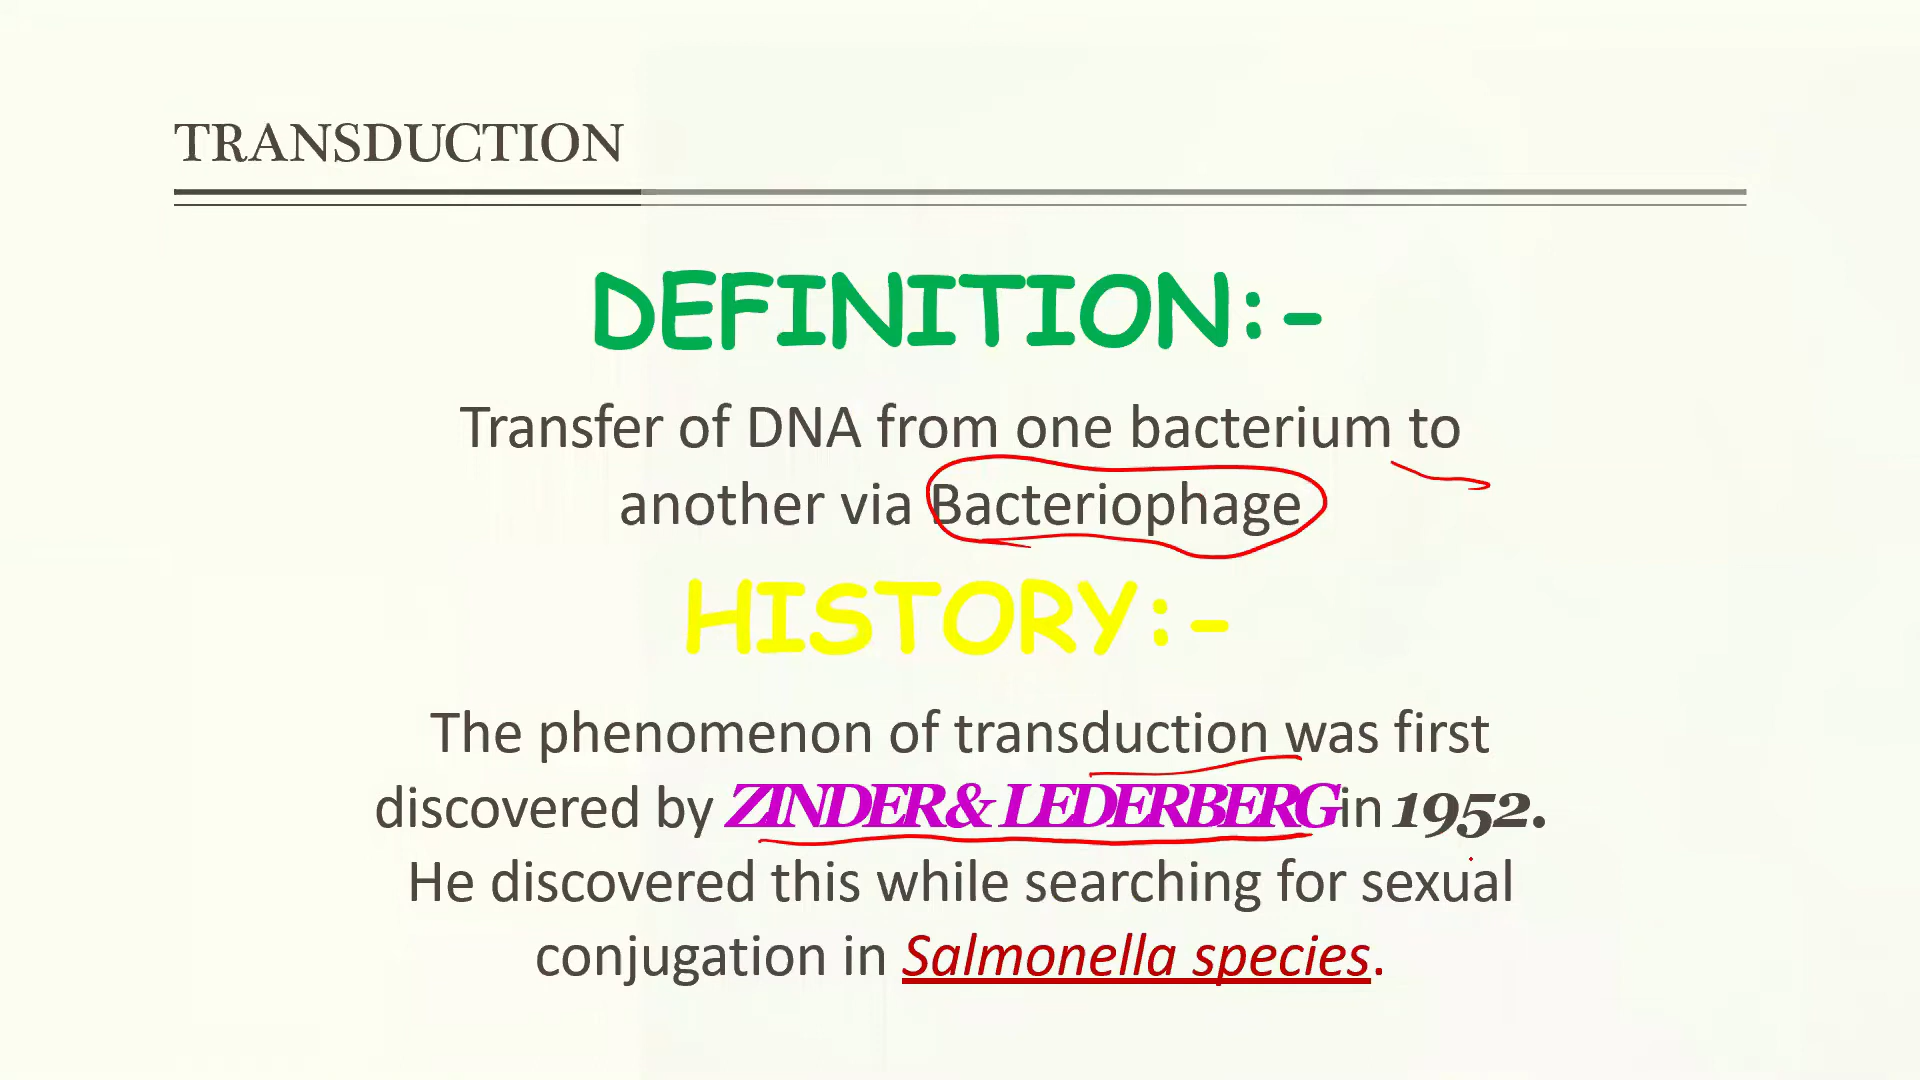 TRANSDUCTION
DEFINITION:-
Transfer of DNA from one bacterium to
another via Bacteriophage
HISTORY:-
The phenomenon of transduction was first
discovered by ZINDER & LEDERBERG in 1952.
He discovered this while searching for sexual
conjugation in Salmonella species.